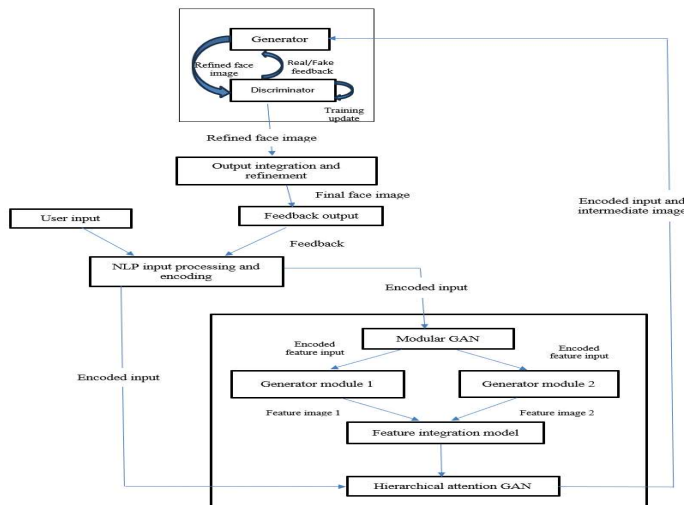 Generator
Refined face
image
Real/Fake
feedback
Discriminator
Training
update
Refined face image
Output integration and
refinement
Final face image
Encoded input and
intermediate image
User input
Feedback output
Feedback
NLP input processing and
encoding
Encoded input
Modular GAN
Encoded
feature input
Encoded
feature input
Encoded input
Generator module 1
Generator module 2
Feature image 1
Feature image 2
Feature integration model
Hierarchical attention GAN